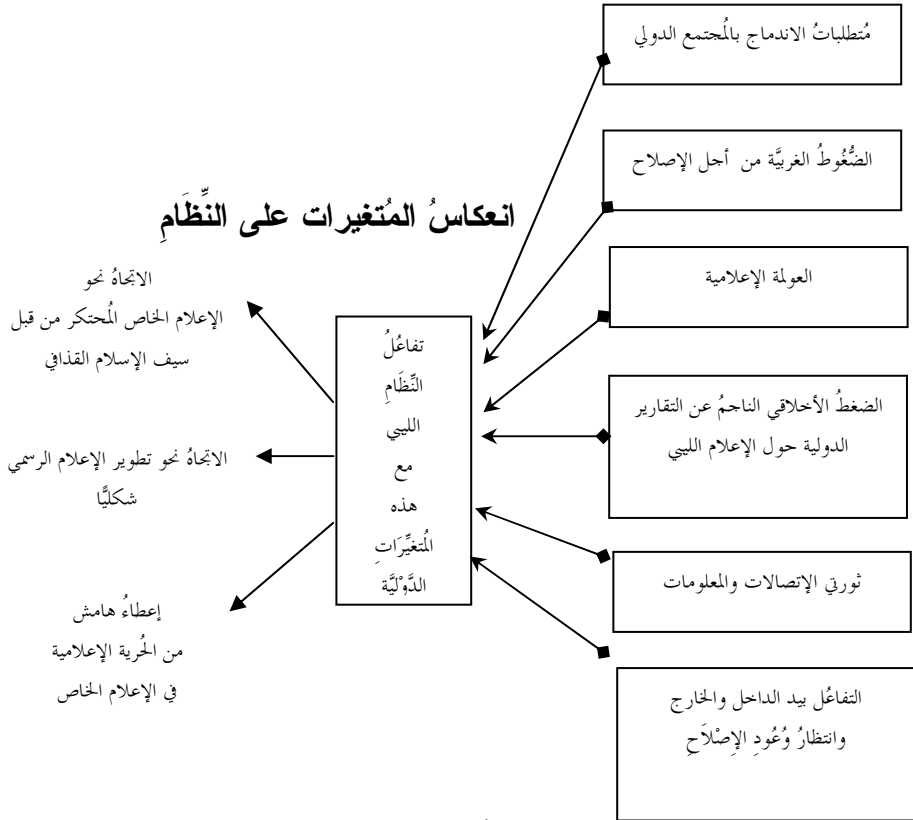 مُتطلباتُ الاندماج بالمُجتمع الدولي
الضُّغُوطُ الغربيَّة من أجل الإصلاح
انعكاسُ المُتغيرات على النِّظَامِ
العولمة الإعلامية
الضغطُ الأخلاقي الناجمُ عن التقارير
الدولية حول الإعلام الليبي
ثورتي الإتصالات والمعلومات
التفاعُل بيد الداخل والخارج
وانتظارُ وُعُودِ الإِصْلَاَحِ
تفاعُلُ
النِّظَامِ
الليبي
مع
هذه
المُتغيِّرَاتِ
الدَّوْليَّة
الاتجاهُ نحو
الإعلام الخاص المُحتكر من قبل
سيف الإسلام القذافي
الاتجاهُ نحو تطوير الإعلام الرسمي
شكليًّا
إعطاءُ هامش
من الحُرية الإعلامية
في الإعلام الخاص